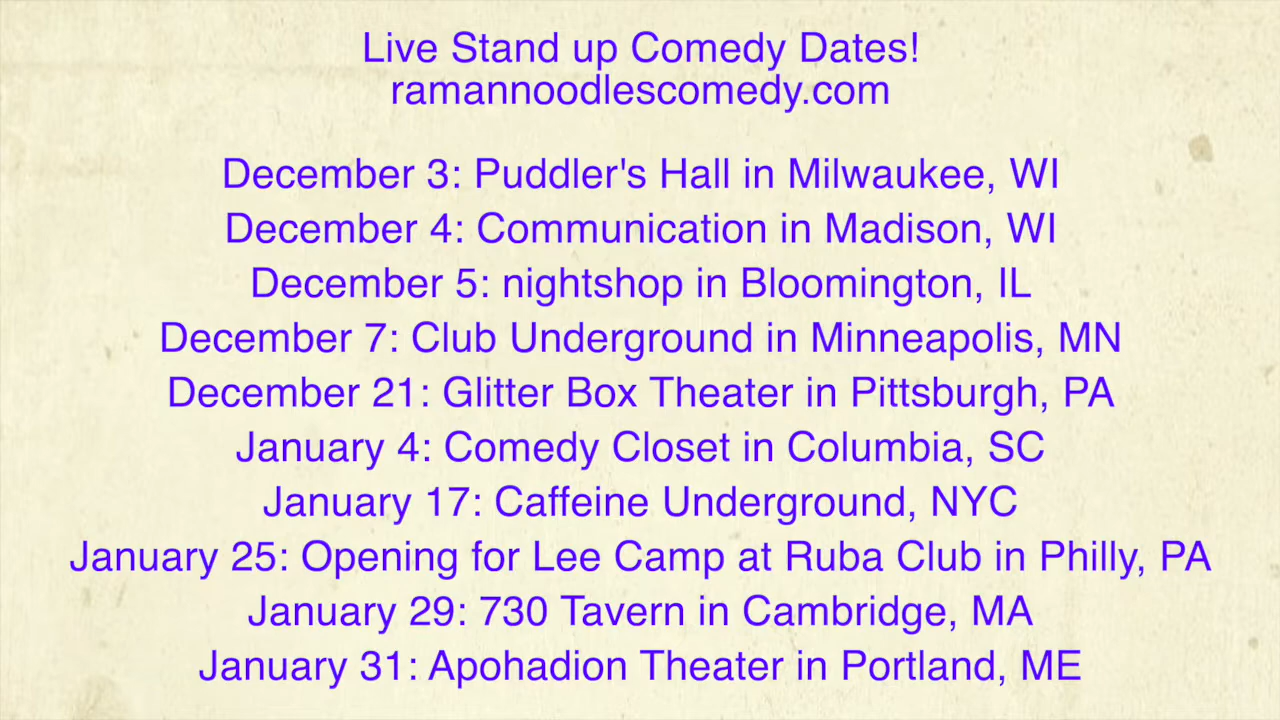 Live Stand up Comedy Dates!
ramannoodlescomedy.com
December 3: Puddler's Hall in Milwaukee, WI
December 4: Communication in Madison, WI
December 5: nightshop in Bloomington, IL
December 7: Club Underground in Minneapolis, MN
December 21: Glitter Box Theater in Pittsburgh, PA
January 4: Comedy Closet in Columbia, SC
January 17: Caffeine Underground, NYC
January 25: Opening for Lee Camp at Ruba Club in Philly, PA
January 29: 730 Tavern in Cambridge, MA
January 31: Apohadion Theater in Portland, ME